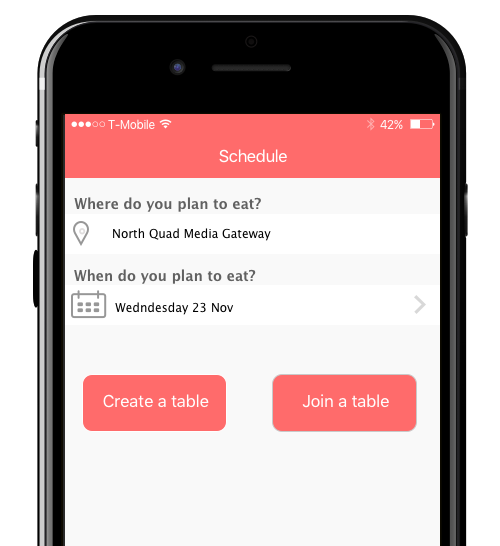 T-Mobile 42%
Schedule
Where do you plan to eat?
North Quad Media Gateway
When do you plan to eat?
Wedndesday 23 Nov
Create a table Join a table